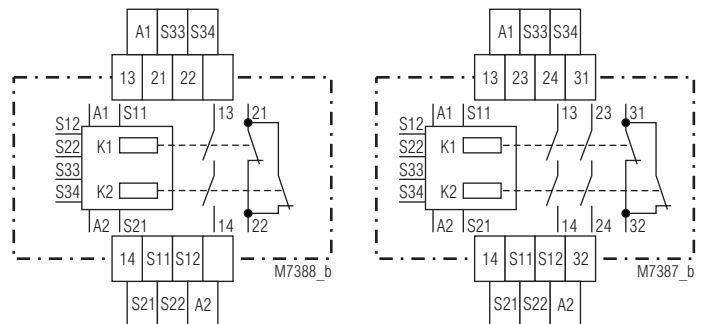 A1 S33 S34
13 21 22
A1 S11 13 21
S12
S22 K1
S33
S34 K2
A2 S21 14 22
14 S11 S12
M7388_b
S21 S22 A2
A1 S33 S34
13 23 24 31
A1 S11 13 23 31
S12
S22 K1
S33
S34 K2
A2 S21 14 24 32
14 S11 S12 32
M7387_b
S21 S22 A2